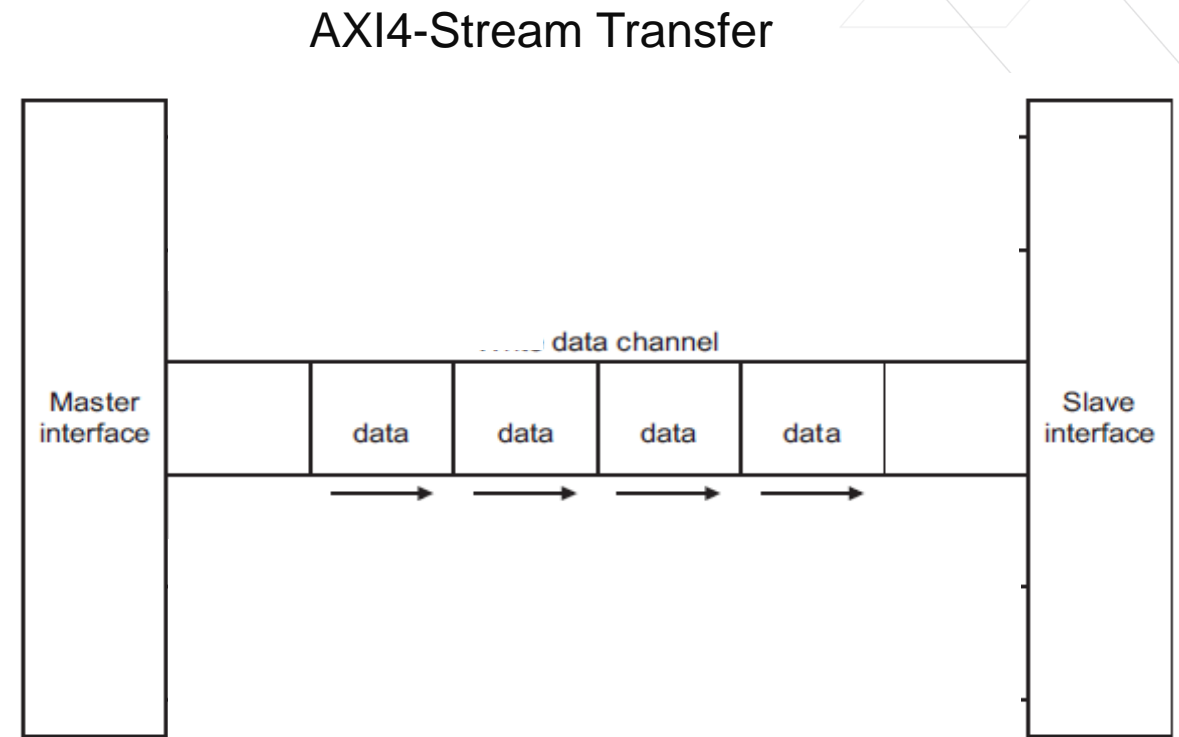 AXI4-Stream Transfer
data channel
Master
interface
data
data
data
data
Slave
interface